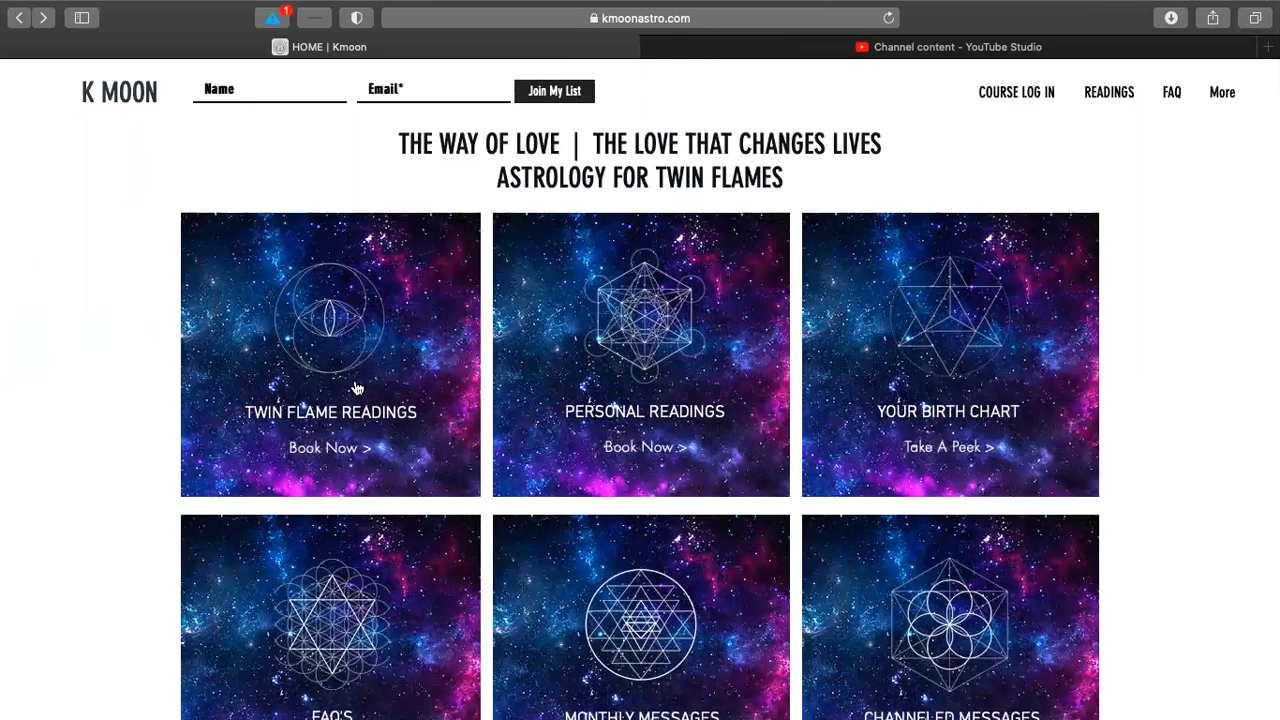 1
kmoonastro.com
HOME | Kmoon
Channel content - YouTube Studio
K MOON
Name
Email*
Join My List
COURSE LOG IN
READINGS
FAQ
More
THE WAY OF LOVE | THE LOVE THAT CHANGES LIVES
ASTROLOGY FOR TWIN FLAMES
TWIN FLAME READINGS
Book Now >
PERSONAL READINGS
Book Now >
YOUR BIRTH CHART
Take A Peek >
FAQ'S
MONTHLY MESSAGES
CHANNELED MESSAGES